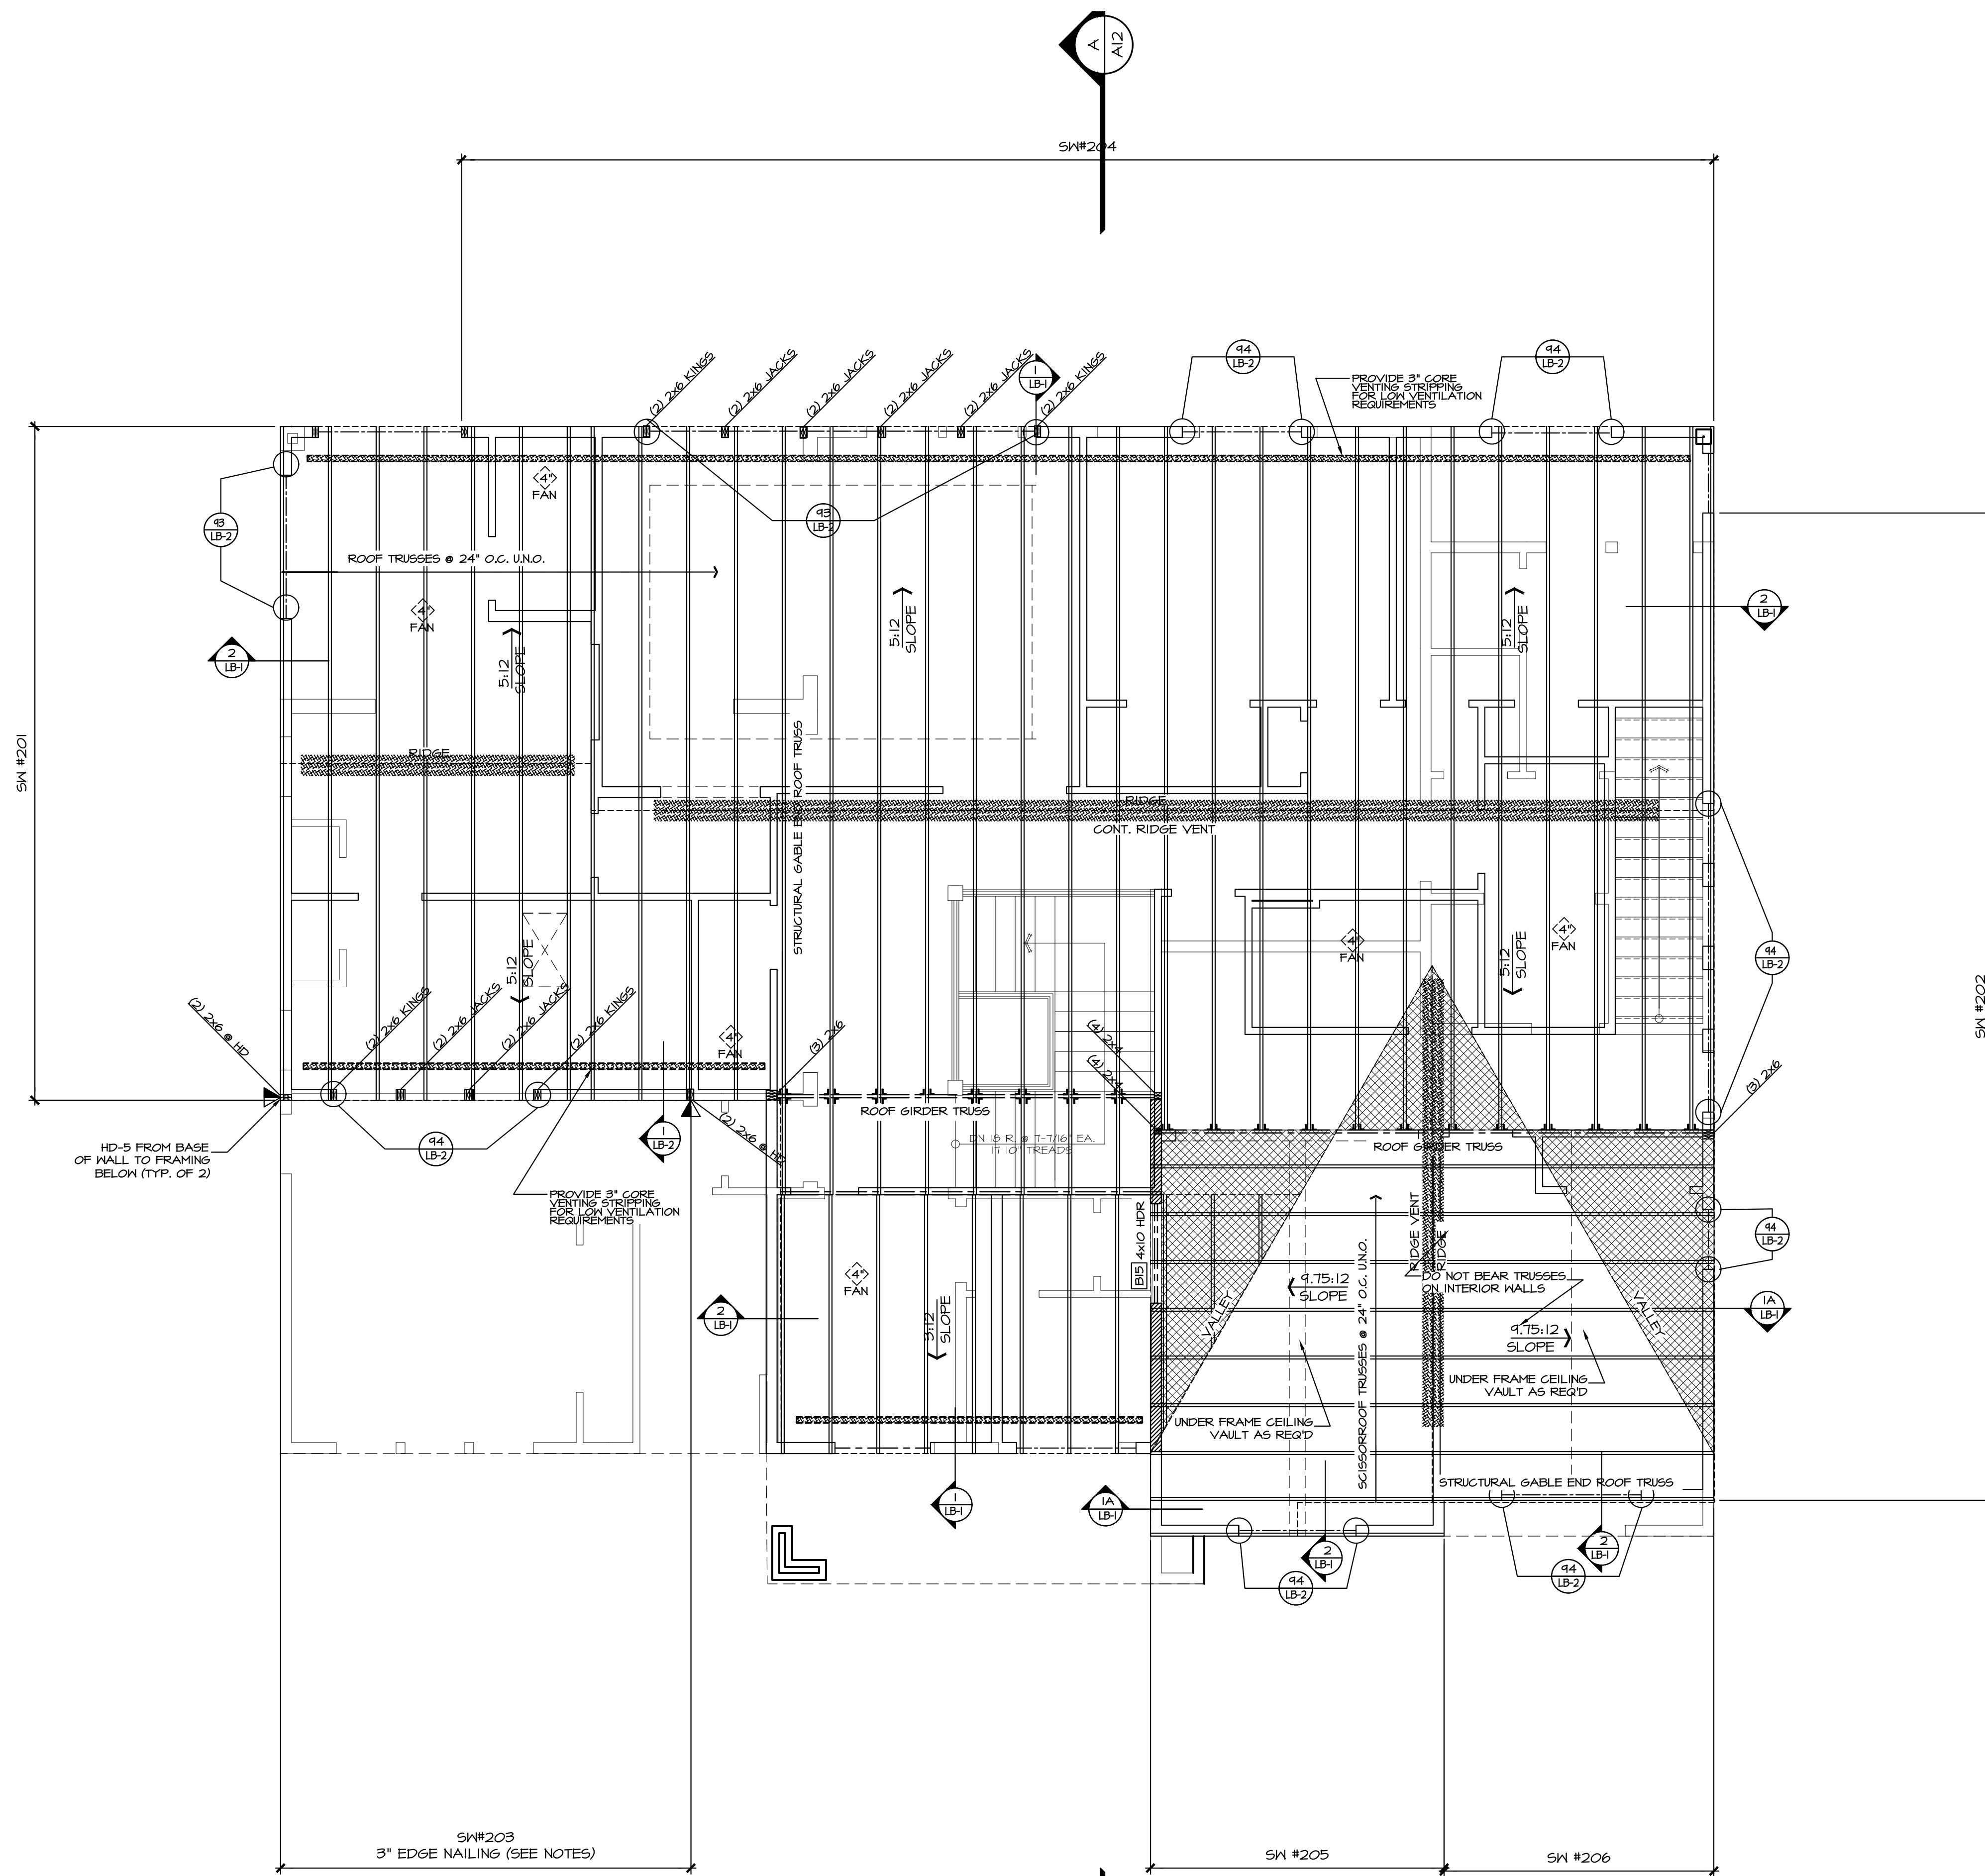 A
A12
SW#204
(2) 2x6 KINGS
(2) 2x6 JACKS
(2) 2x6 JACKS
(2) 2x6 JACKS
(2) 2x6 JACKS
(2) 2x6 KINGS
1
LB-1
94
LB-2
94
LB-2
PROVIDE 3" CORE
VENTING STRIPPING
FOR LOW VENTILATION
REQUIREMENTS
4"
FAN
93
LB-2
93
LB-2
ROOF TRUSSES @ 24" O.C. U.N.O.
4"
FAN
5:12
SLOPE
5:12
SLOPE
5:12
SLOPE
2
LB-1
2
LB-1
SW #201
RIDGE
STRUCTURAL GABLE END ROOF TRUSS
RIDGE
CONT. RIDGE VENT
5:12
SLOPE
4"
FAN
4"
FAN
5:12
SLOPE
94
LB-2
SW #202
(2) 2x6 @ HD
(2) 2x6 KINGS
(2) 2x6 JACKS
(2) 2x6 JACKS
(2) 2x6 KINGS
4"
FAN
(3) 2x6
(4) 2x4
(4) 2x4
(3) 2x6
ROOF GIRDER TRUSS
DN 18 R. @ 7-7/16" EA.
17 10" TREADS
ROOF GIRDER TRUSS
HD-5 FROM BASE
OF WALL TO FRAMING
BELOW (TYP. OF 2)
94
LB-2
1
LB-2
(2) 2x6 @ HD
PROVIDE 3" CORE
VENTING STRIPPING
FOR LOW VENTILATION
REQUIREMENTS
B15 4x10 HDR
RIDGE VENT
RIDGE
94
LB-2
4"
FAN
9.75:12
SLOPE
DO NOT BEAR TRUSSES
ON INTERIOR WALLS
2
LB-1
3:12
SLOPE
VALLEY
SCISSORROOF TRUSSES @ 24" O.C. U.N.O.
9.75:12
SLOPE
VALLEY
1A
LB-1
UNDER FRAME CEILING
VAULT AS REQ'D
UNDER FRAME CEILING
VAULT AS REQ'D
STRUCTURAL GABLE END ROOF TRUSS
1
LB-1
1A
LB-1
2
LB-1
2
LB-1
94
LB-2
94
LB-2
SW#203
3" EDGE NAILING (SEE NOTES)
SW #205
SW #206